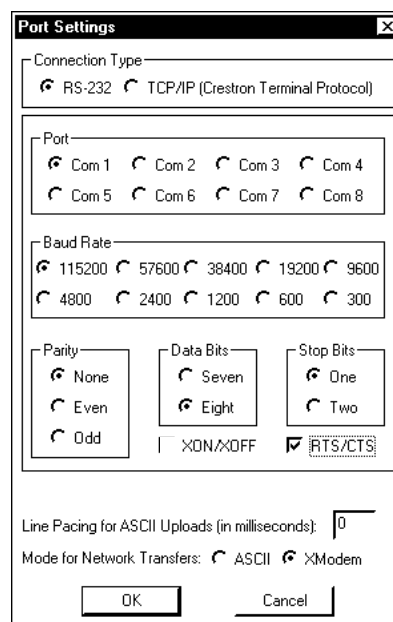 Port Settings
Connection Type
RS-232 TCP/IP (Crestron Terminal Protocol)
Port
Com 1 Com 2 Com 3 Com 4
Com 5 Com 6 Com 7 Com 8
Baud Rate
115200 57600 38400 19200 9600
4800 2400 1200 600 300
Parity Data Bits Stop Bits
None Seven One
Even Eight Two
Odd XON/XOFF RTS/CTS
Line Pacing for ASCII Uploads (in milliseconds): 0
Mode for Network Transfers: ASCII XModem
OK Cancel